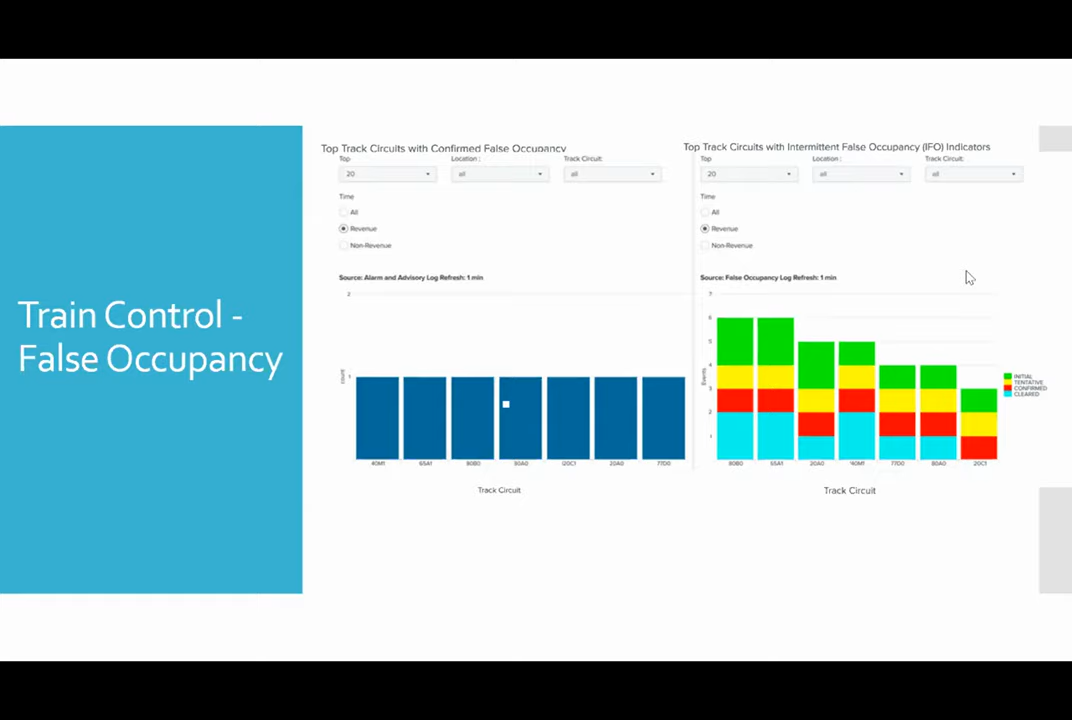 Train Control -
False Occupancy
Top Track Circuits with Confirmed False Occupancy
Top Location : Track Circuit:
20 all all
Time
All
Revenue
Non-Revenue
Source: Alarm and Advisory Log Refresh: 1 min
2
1
count
40M1 65A1 80B0 80A0 20C1 20A0 77D0
Track Circuit
Top Track Circuits with Intermittent False Occupancy (IFO) Indicators
Top Location : Track Circuit:
20 all all
Time
All
Revenue
Non-Revenue
Source: False Occupancy Log Refresh: 1 min
7
6
5
4
3
2
1
Events
80B0 65A1 20A0 40M1 77D0 80A0 20C1
Track Circuit
INITIAL
TENTATIVE
CONFIRMED
CLEARED